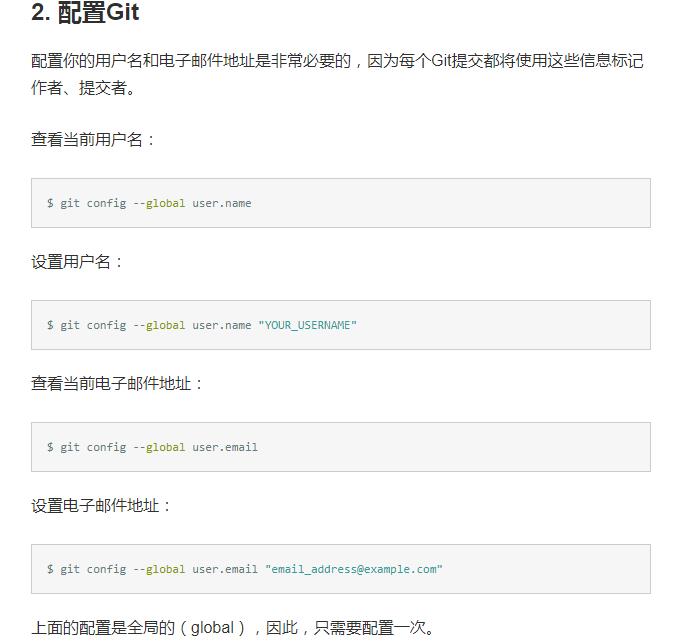 2. 配置Git
配置你的用户名和电子邮件地址是非常必要的，因为每个Git提交都将使用这些信息标记
作者、提交者。
查看当前用户名：
$ git config --global user.name
设置用户名：
$ git config --global user.name "YOUR_USERNAME"
查看当前电子邮件地址：
$ git config --global user.email
设置电子邮件地址：
$ git config --global user.email "email_address@example.com"
上面的配置是全局的（global），因此，只需要配置一次。